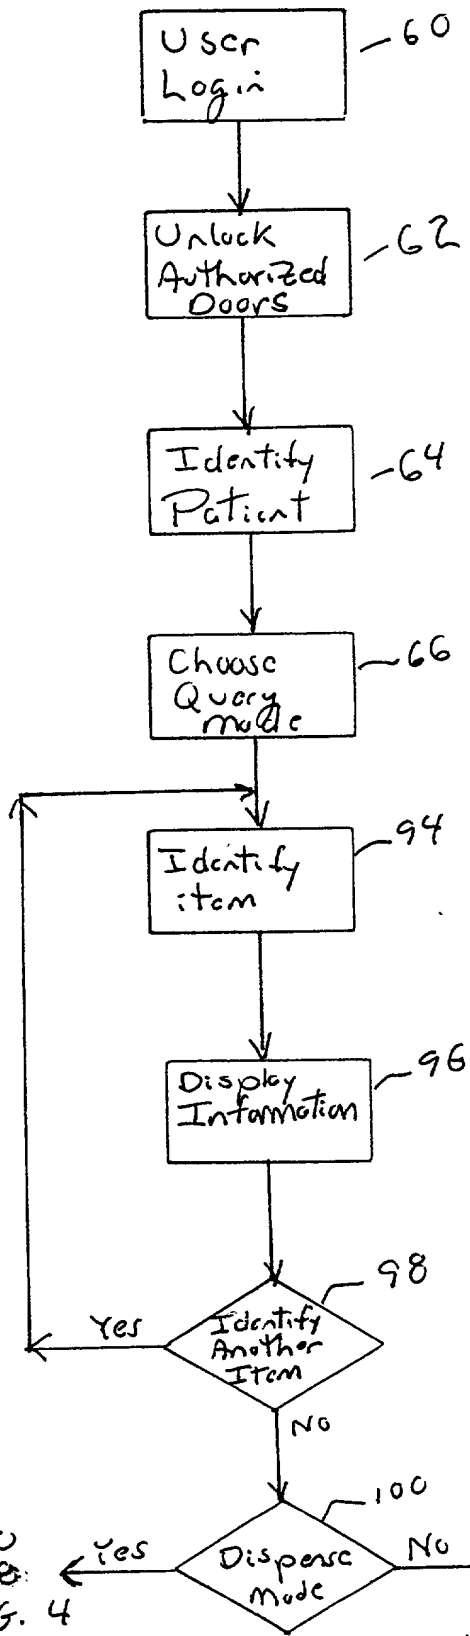 User
Login
60
Unlock
Authorized
Doors
62
Identify
Patient
64
Choose
Query
mode
66
Identify
item
94
Display
Information
96
98
Identify
Another
Item
Yes
No
100
Dispense
Mode
Yes
No
G. 4